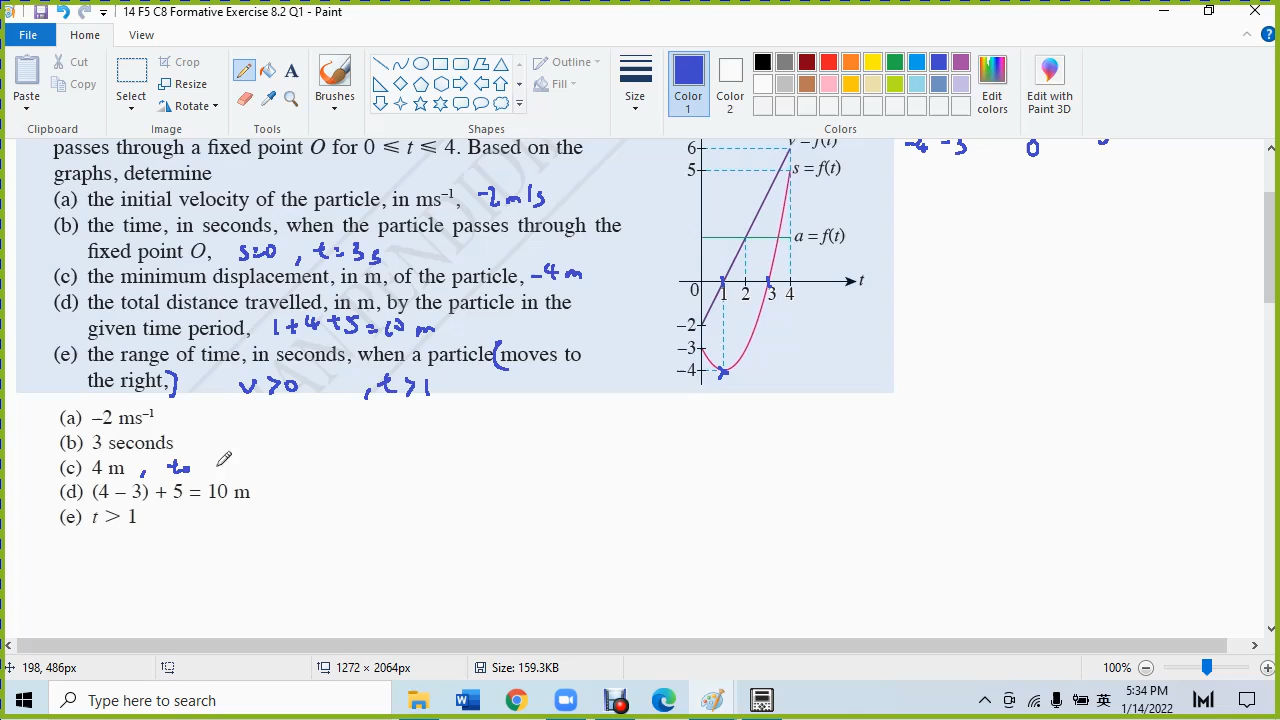 14 F5 C8 Formative Exercise 8.2 Q1 - Paint
File Home View
Paste Cut Copy
Clipboard
Select Crop Resize Rotate
Image
Tools
Brushes
Outline Fill
Shapes
Size
Color 1 Color 2
Edit colors
Colors
Edit with Paint 3D
passes through a fixed point O for 0 ≤ t ≤ 4. Based on the
graphs, determine
(a) the initial velocity of the particle, in ms⁻¹, -2 m/s
(b) the time, in seconds, when the particle passes through the
fixed point O, s=0 , t=3s
(c) the minimum displacement, in m, of the particle, -4 m
(d) the total distance travelled, in m, by the particle in the
given time period, 1+4+5=10 m
(e) the range of time, in seconds, when a particle (moves to
the right,) v>0 , t>1
v = f(t)
6
5 s = f(t)
a = f(t)
0 1 2 3 4 t
–2
–3
–4
-4 -3 0
(a) –2 ms⁻¹
(b) 3 seconds
(c) 4 m , to
(d) (4 – 3) + 5 = 10 m
(e) t > 1
198, 486px 1272 × 2064px Size: 159.3KB 100%
Type here to search
英
5:34 PM
1/14/2022